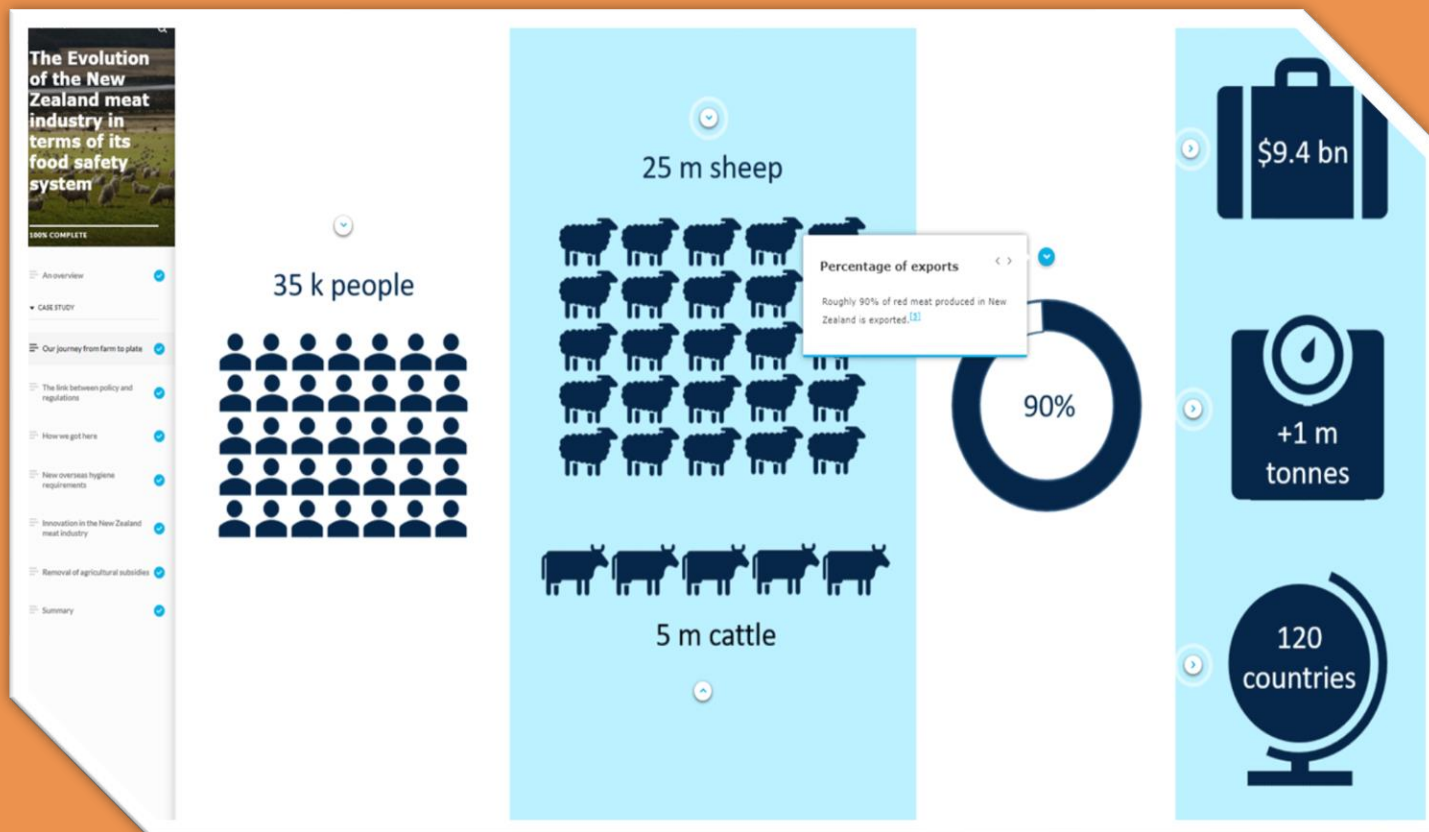 The Evolution
of the New
Zealand meat
industry in
terms of its
food safety
system
100% COMPLETE
An overview
CASE STUDY
Our journey from farm to plate
The link between policy and
regulations
How we got here
New overseas hygiene
requirements
Innovation in the New Zealand
meat industry
Removal of agricultural subsidies
Summary
35 k people
25 m sheep
5 m cattle
Percentage of exports
Roughly 90% of red meat produced in New
Zealand is exported.[3]
90%
$9.4 bn
+1 m
tonnes
120
countries